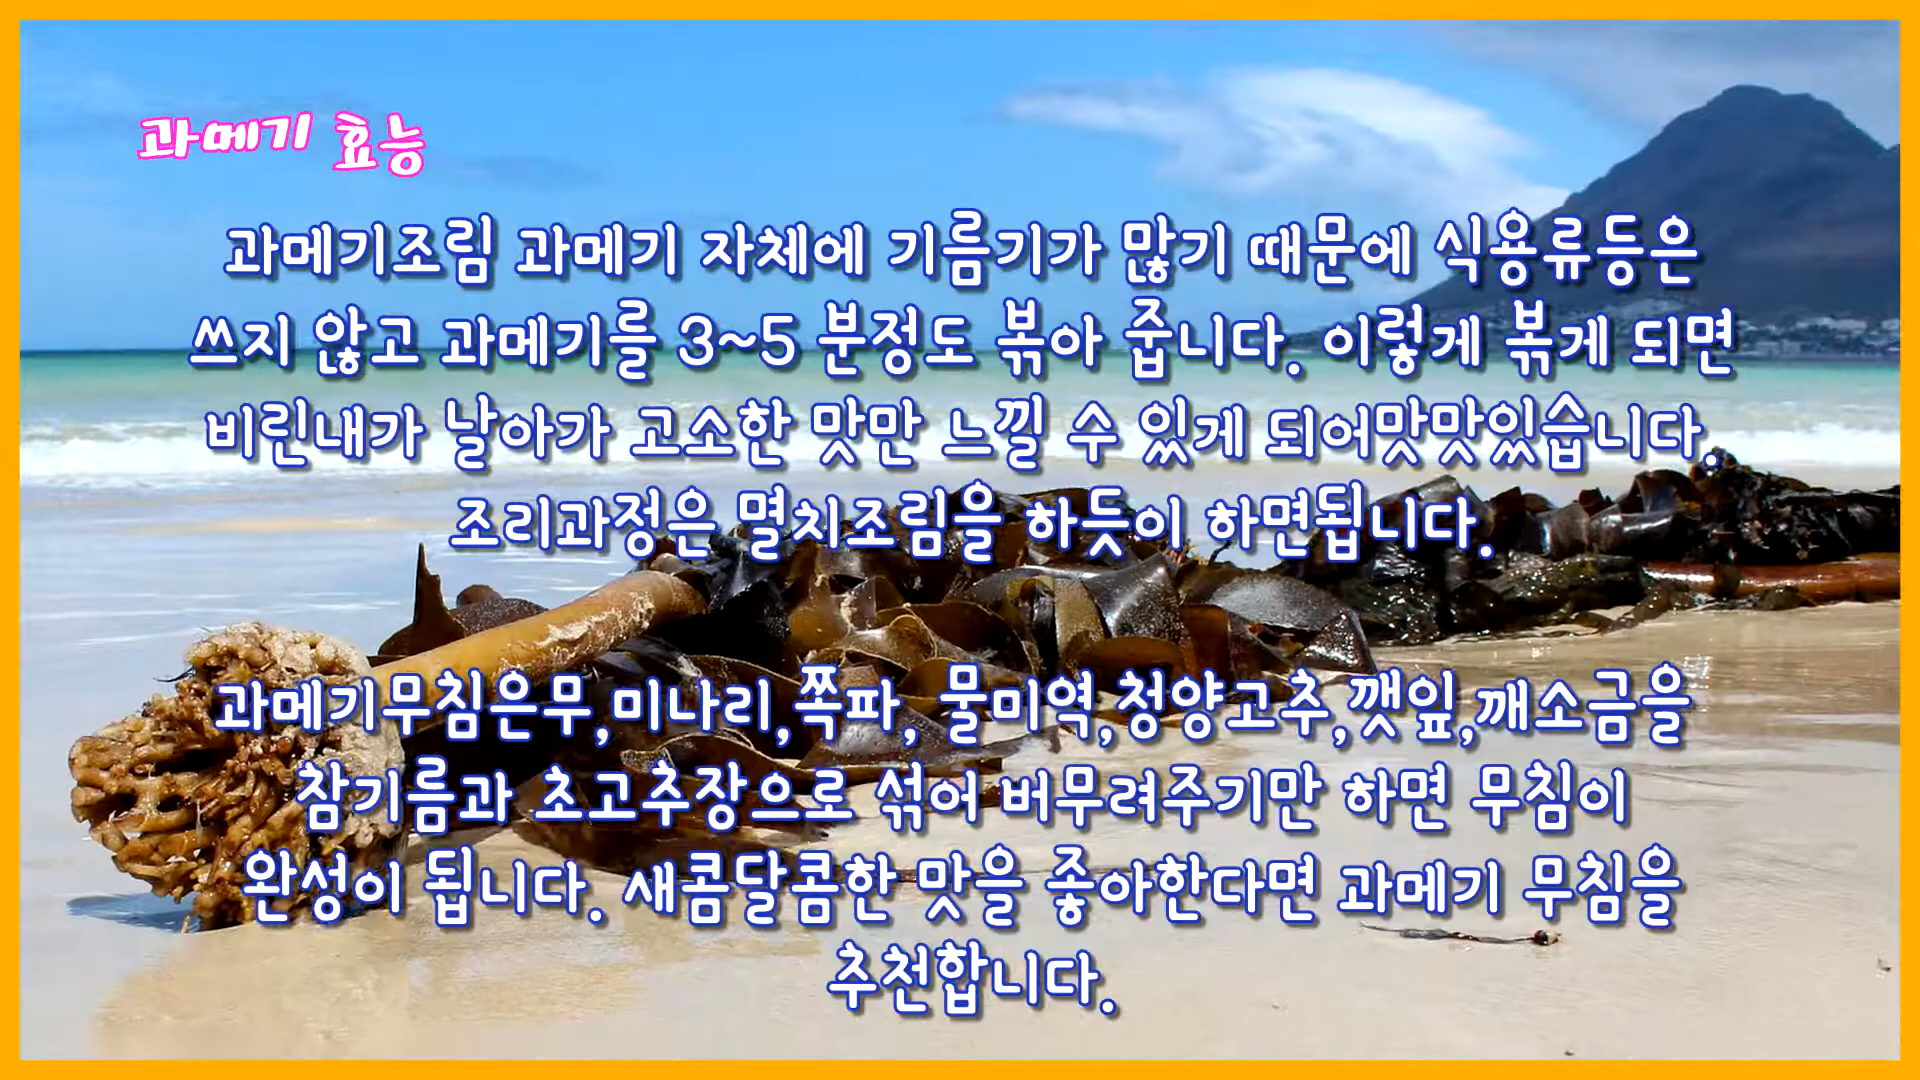 과메기 효능
과메기조림 과메기 자체에 기름기가 많기 때문에 식용류등은
쓰지 않고 과메기를 3~5 분정도 볶아 줍니다. 이렇게 볶게 되면
비린내가 날아가 고소한 맛만 느낄 수 있게 되어맛맛있습니다.
조리과정은 멸치조림을 하듯이 하면됩니다.
과메기무침은무,미나리,쪽파, 물미역,청양고추,깻잎,깨소금을
참기름과 초고추장으로 섞어 버무려주기만 하면 무침이
완성이 됩니다. 새콤달콤한 맛을 좋아한다면 과메기 무침을
추천합니다.